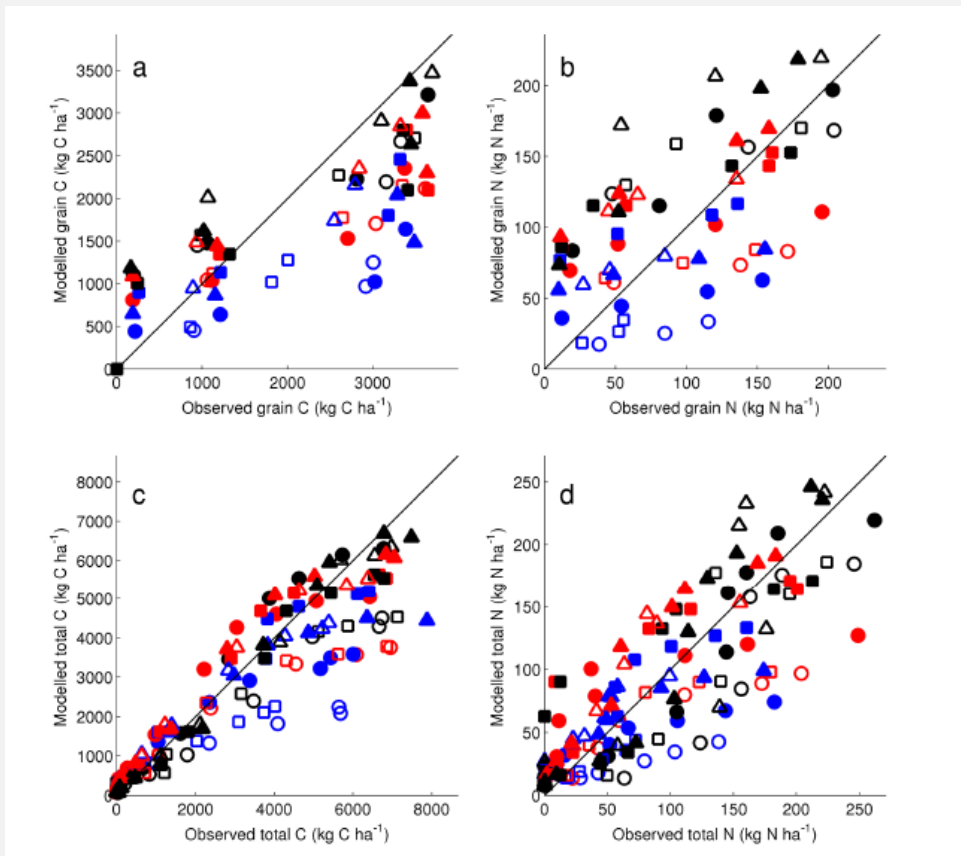 a
3500
3000
2500
2000
1500
1000
500
0
0 1000 2000 3000
Modelled grain C (kg C ha⁻¹)
Observed grain C (kg C ha⁻¹)
b
200
150
100
50
0
0 50 100 150 200
Modelled grain N (kg N ha⁻¹)
Observed grain N (kg N ha⁻¹)
c
8000
7000
6000
5000
4000
3000
2000
1000
0
0 2000 4000 6000 8000
Modelled total C (kg C ha⁻¹)
Observed total C (kg C ha⁻¹)
d
250
200
150
100
50
0
0 50 100 150 200 250
Modelled total N (kg N ha⁻¹)
Observed total N (kg N ha⁻¹)